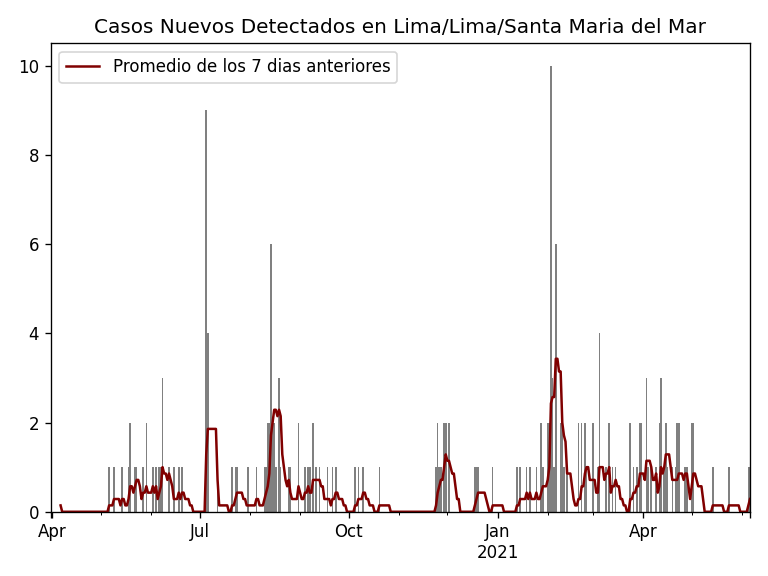 Casos Nuevos Detectados en Lima/Lima/Santa Maria del Mar
Promedio de los 7 dias anteriores
10
8
6
4
2
0
Apr Jul Oct Jan Apr
2021